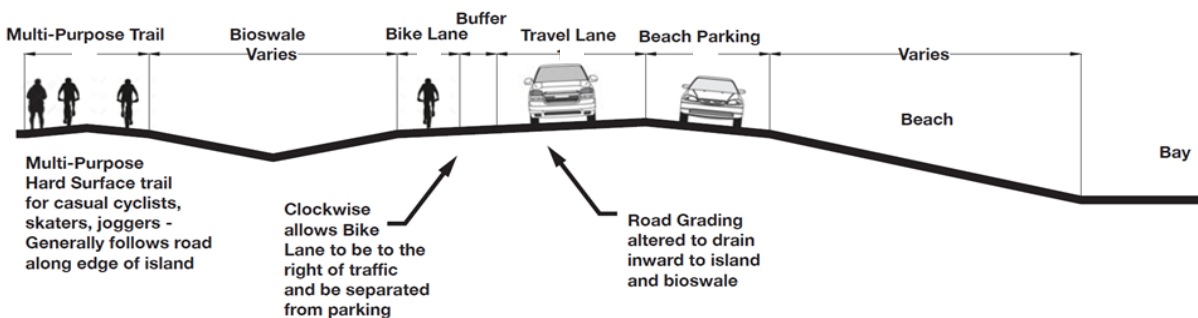 Multi-Purpose Trail
Bioswale
Varies
Bike Lane
Buffer
Travel Lane
Beach Parking
Varies
Beach
Bay
Multi-Purpose
Hard Surface trail
for casual cyclists,
skaters, joggers -
Generally follows road
along edge of island
Clockwise
allows Bike
Lane to be to the
right of traffic
and be separated
from parking
Road Grading
altered to drain
inward to island
and bioswale